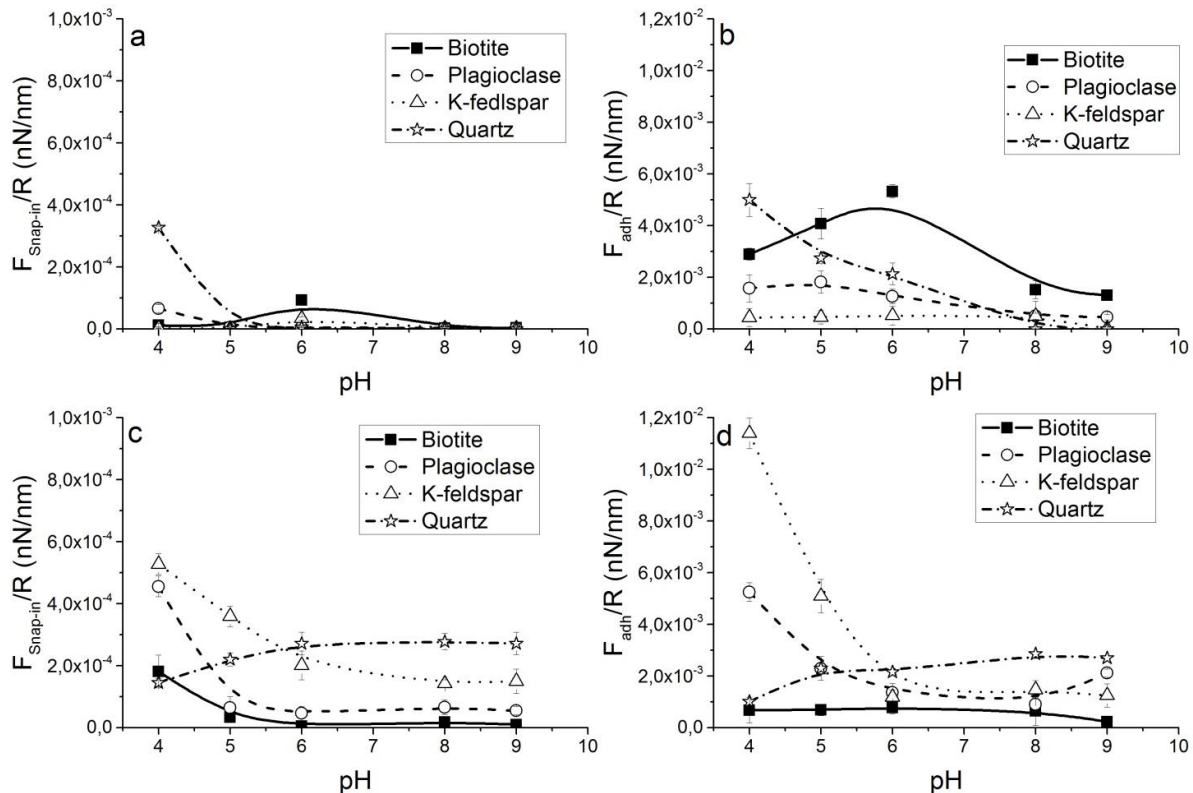 a
1,0x10⁻³
8,0x10⁻⁴
6,0x10⁻⁴
4,0x10⁻⁴
2,0x10⁻⁴
0,0
F_Snap-in/R (nN/nm)
Biotite
Plagioclase
K-fedlspar
Quartz
4 5 6 7 8 9 10
pH
b
1,2x10⁻²
1,0x10⁻²
8,0x10⁻³
6,0x10⁻³
4,0x10⁻³
2,0x10⁻³
0,0
F_adh/R (nN/nm)
Biotite
Plagioclase
K-feldspar
Quartz
4 5 6 7 8 9 10
pH
c
1,0x10⁻³
8,0x10⁻⁴
6,0x10⁻⁴
4,0x10⁻⁴
2,0x10⁻⁴
0,0
F_Snap-in/R (nN/nm)
Biotite
Plagioclase
K-feldspar
Quartz
4 5 6 7 8 9 10
pH
d
1,2x10⁻²
1,0x10⁻²
8,0x10⁻³
6,0x10⁻³
4,0x10⁻³
2,0x10⁻³
0,0
F_adh/R (nN/nm)
Biotite
Plagioclase
K-feldspar
Quartz
4 5 6 7 8 9 10
pH